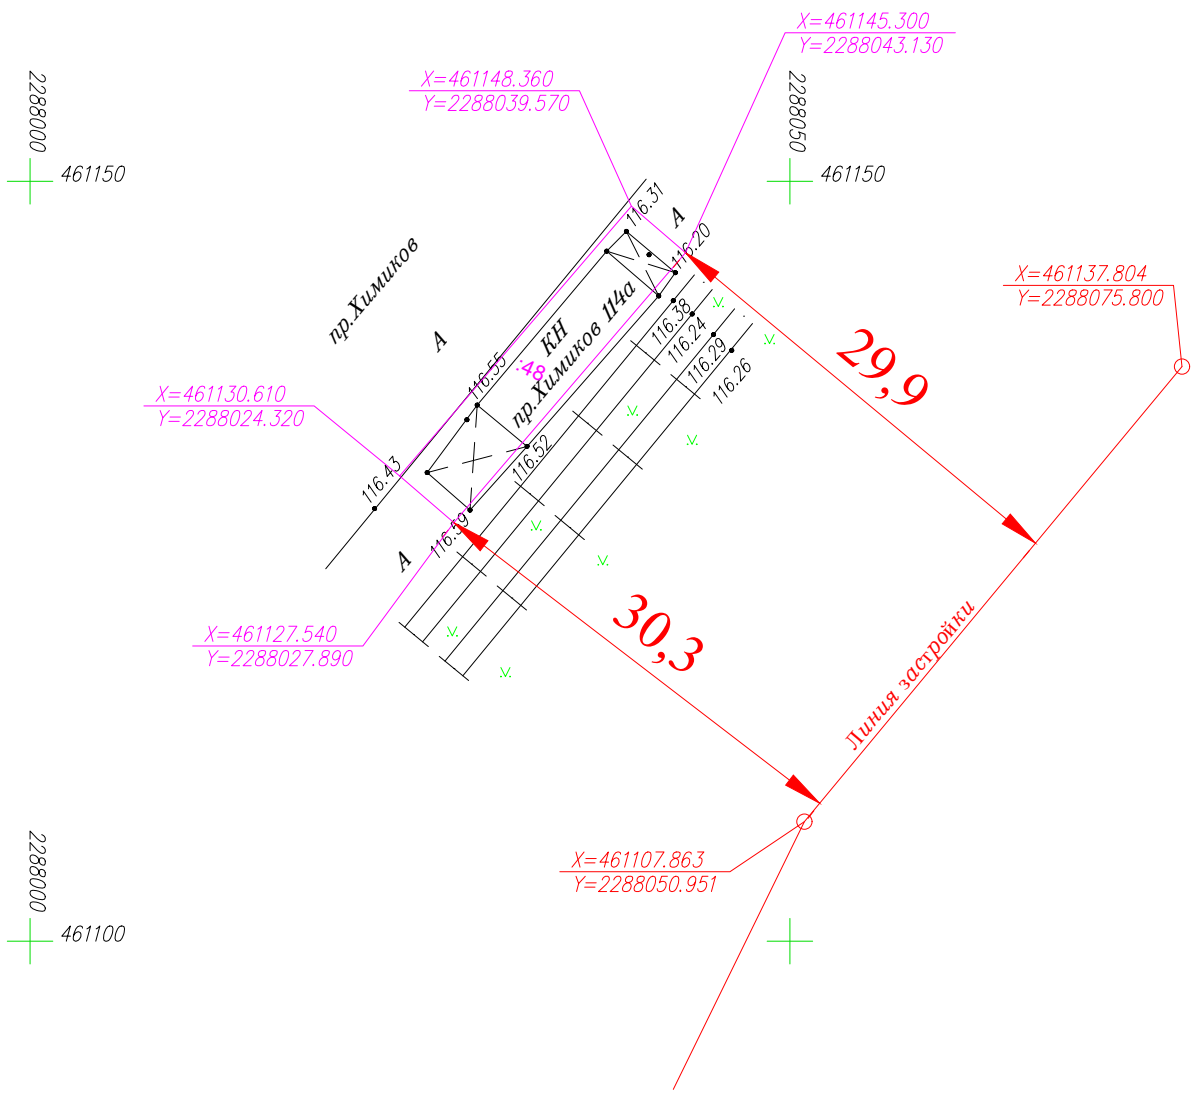 X=461145.300
Y=2288043.130
X=461148.360
Y=2288039.570
2288000
461150
2288050
461150
116.31
А
116.20
пр.Химиков
А
X=461137.804
Y=2288075.800
116.38
116.24
116.29
116.26
КН
пр.Химиков 114а
:48
116.55
29,9
X=461130.610
Y=2288024.320
116.43
116.52
116.59
А
30,3
X=461127.540
Y=2288027.890
Линия застройки
X=461107.863
Y=2288050.951
2288000
461100